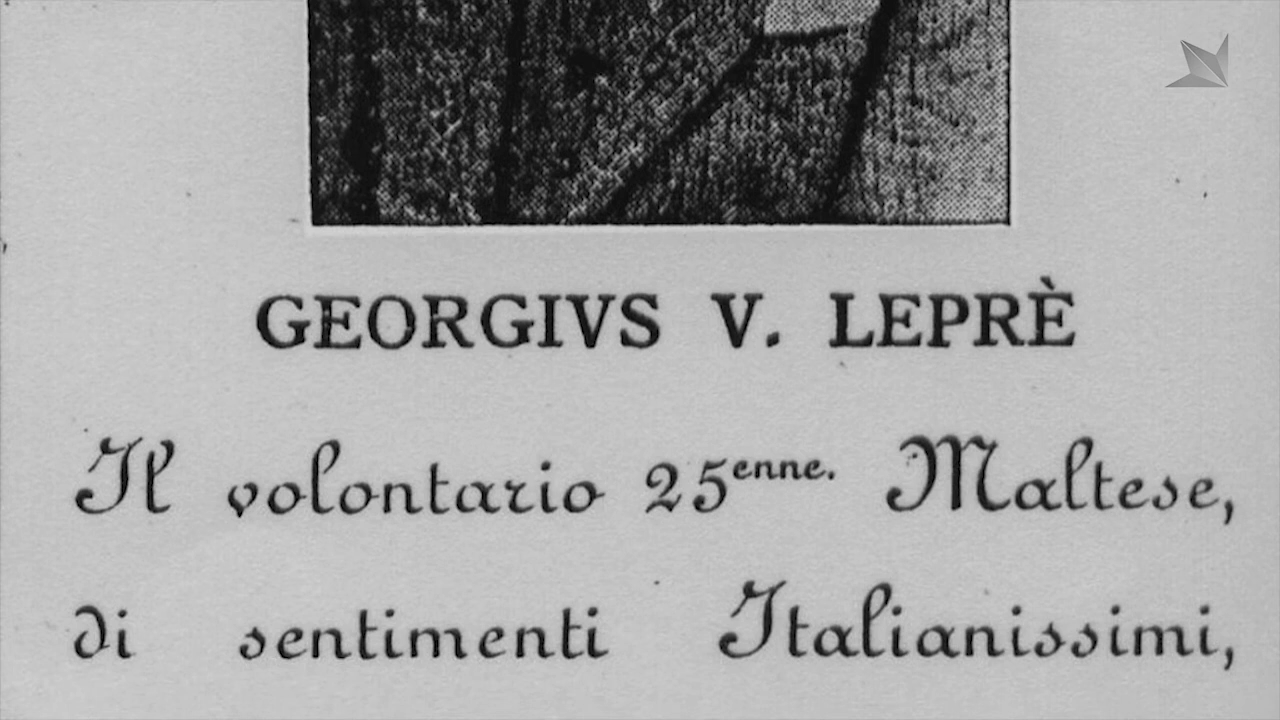 GEORGIVS V. LEPRÈ
Il volontario 25enne. Maltese,
di sentimenti Italianissimi,